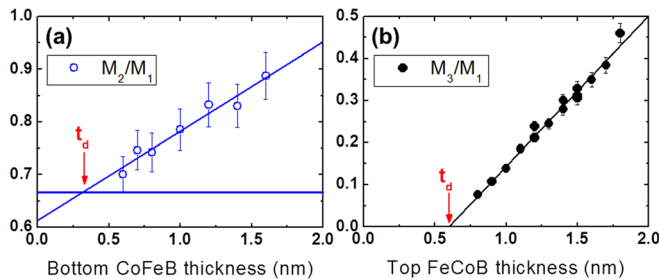 (a)
M2/M1
td
1.0
0.9
0.8
0.7
0.6
0.0 0.5 1.0 1.5 2.0
Bottom CoFeB thickness (nm)
(b)
M3/M1
td
0.5
0.4
0.3
0.2
0.1
0.0
0.0 0.5 1.0 1.5 2.0
Top FeCoB thickness (nm)